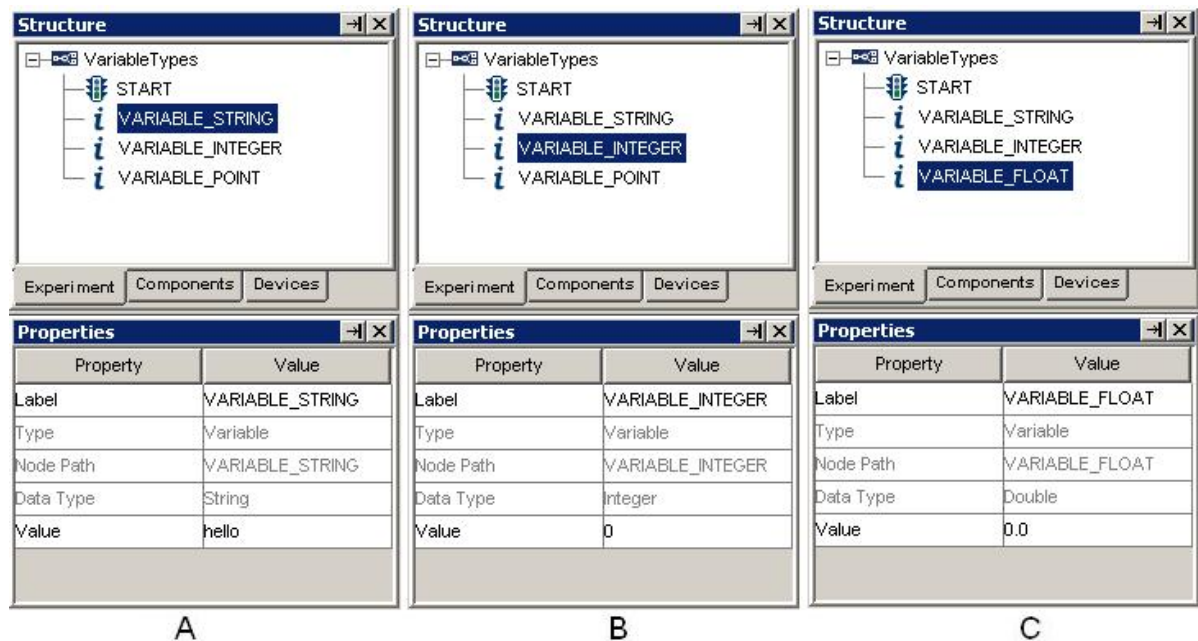 Structure
VariableTypes
START
VARIABLE_STRING
VARIABLE_INTEGER
VARIABLE_POINT
Experiment Components Devices
Properties
Property Value
Label VARIABLE_STRING
Type Variable
Node Path VARIABLE_STRING
Data Type String
Value hello
A
Structure
VariableTypes
START
VARIABLE_STRING
VARIABLE_INTEGER
VARIABLE_POINT
Experiment Components Devices
Properties
Property Value
Label VARIABLE_INTEGER
Type Variable
Node Path VARIABLE_INTEGER
Data Type Integer
Value 0
B
Structure
VariableTypes
START
VARIABLE_STRING
VARIABLE_INTEGER
VARIABLE_FLOAT
Experiment Components Devices
Properties
Property Value
Label VARIABLE_FLOAT
Type Variable
Node Path VARIABLE_FLOAT
Data Type Double
Value 0.0
C